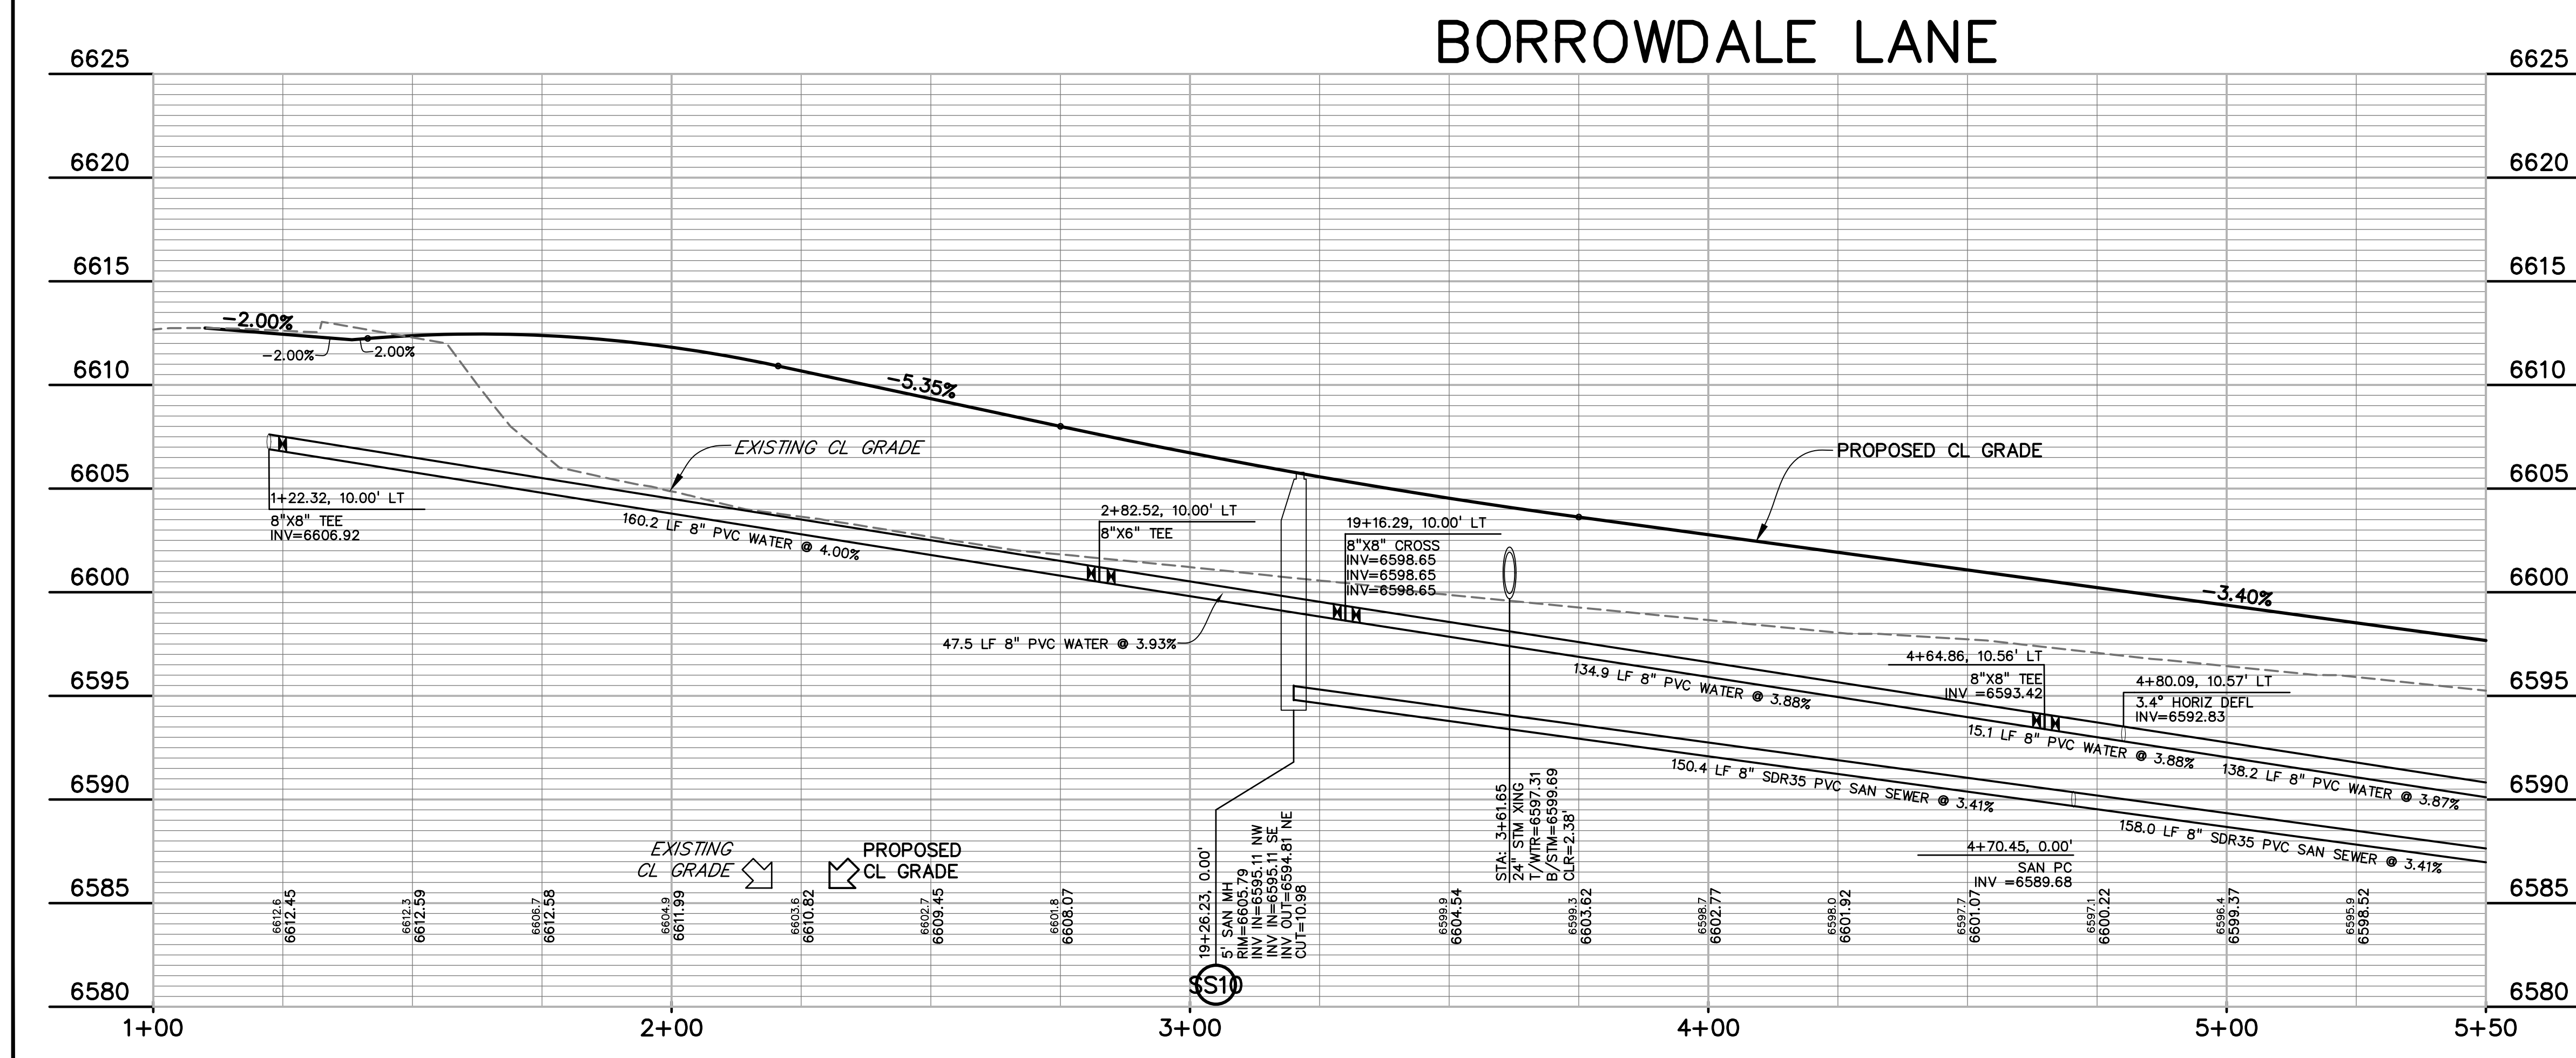 BORROWDALE LANE
6625
6625
6620
6620
6615
6615
6610
6610
6605
6605
6600
6600
6595
6595
6590
6590
6585
6585
6580
6580
-2.00%
-2.00%
2.00%
-5.35%
EXISTING CL GRADE
PROPOSED CL GRADE
-3.40%
1+22.32, 10.00' LT
8"X8" TEE
INV=6606.92
160.2 LF 8" PVC WATER @ 4.00%
2+82.52, 10.00' LT
8"X6" TEE
19+16.29, 10.00' LT
8"X8" CROSS
INV=6598.65
INV=6598.65
INV=6598.65
47.5 LF 8" PVC WATER @ 3.93%
134.9 LF 8" PVC WATER @ 3.88%
4+64.86, 10.56' LT
8"X8" TEE
INV =6593.42
4+80.09, 10.57' LT
3.4° HORIZ DEFL
INV=6592.83
15.1 LF 8" PVC WATER @ 3.88%
138.2 LF 8" PVC WATER @ 3.87%
150.4 LF 8" SDR35 PVC SAN SEWER @ 3.41%
158.0 LF 8" SDR35 PVC SAN SEWER @ 3.41%
4+70.45, 0.00'
SAN PC
INV =6589.68
STA: 3+61.65
24" STM XING
T/WTR=6597.31
B/STM=6599.69
CLR=2.38'
19+26.23, 0.00'
5' SAN MH
RIM=6605.79
INV IN=6595.11 NW
INV IN=6595.11 SE
INV OUT=6594.81 NE
CUT=10.98
SS10
EXISTING
CL GRADE
PROPOSED
CL GRADE
6612.6
6612.45
6612.3
6612.59
6606.7
6612.58
6604.9
6611.99
6603.6
6610.82
6602.7
6609.45
6601.8
6608.07
6599.9
6604.54
6599.3
6603.62
6598.7
6602.77
6598.0
6601.92
6597.7
6601.07
6597.1
6600.22
6596.4
6599.37
6595.9
6598.52
1+00
2+00
3+00
4+00
5+00
5+50